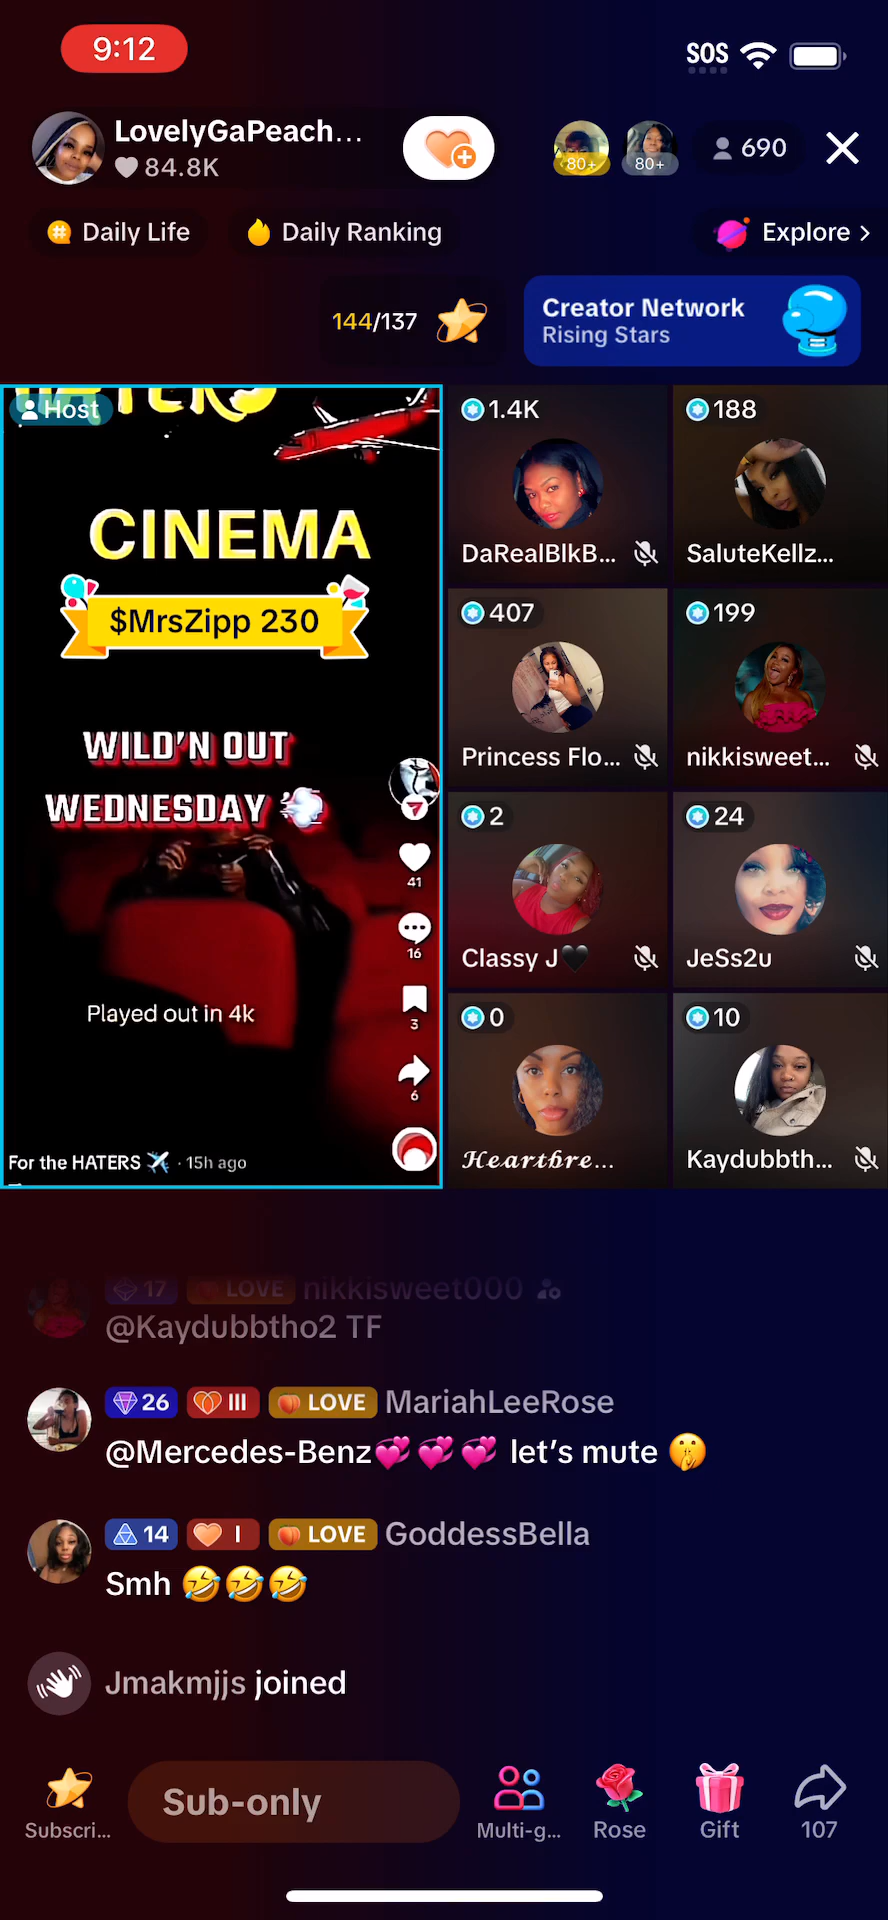 9:12
SOS
LovelyGaPeach...
84.8K
80+
80+
690
Daily Life
Daily Ranking
Explore >
144/137
Creator Network
Rising Stars
Host
CINEMA
$MrsZipp 230
WILD'N OUT
WEDNESDAY
41
16
3
6
Played out in 4k
For the HATERS ✈️ · 15h ago
1.4K
DaRealBlkB...
188
SaluteKellz...
407
Princess Flo...
199
nikkisweet...
2
Classy J🖤
24
JeSs2u
0
𝓗𝓮𝓪𝓻𝓽𝓫𝓻𝓮...
10
Kaydubbth...
17 LOVE nikkisweet000
@Kaydubbtho2 TF
26 III LOVE MariahLeeRose
@Mercedes-Benz💞💞💞 let's mute 🤫
14 I LOVE GoddessBella
Smh 🤣🤣🤣
Jmakmjjs joined
Subscri...
Sub-only
Multi-g...
Rose
Gift
107